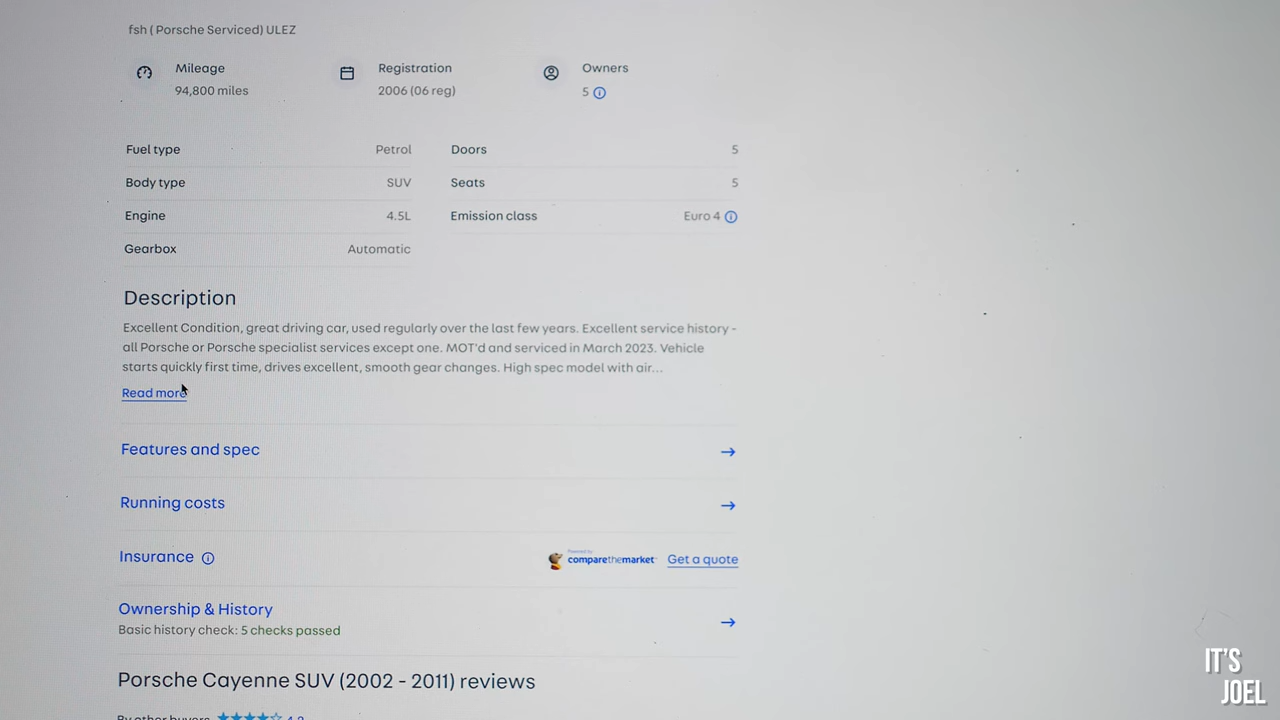 fsh ( Porsche Serviced) ULEZ
Mileage
94,800 miles
Registration
2006 (06 reg)
Owners
5
Fuel type Petrol
Doors 5
Body type SUV
Seats 5
Engine 4.5L
Emission class Euro 4
Gearbox Automatic
Description
Excellent Condition, great driving car, used regularly over the last few years. Excellent service history -
all Porsche or Porsche specialist services except one. MOT'd and serviced in March 2023. Vehicle
starts quickly first time, drives excellent, smooth gear changes. High spec model with air...
Read more
Features and spec
Running costs
Insurance
Powered by
comparethemarket
Get a quote
Ownership & History
Basic history check: 5 checks passed
Porsche Cayenne SUV (2002 - 2011) reviews
By other buyers
IT'S
JOEL